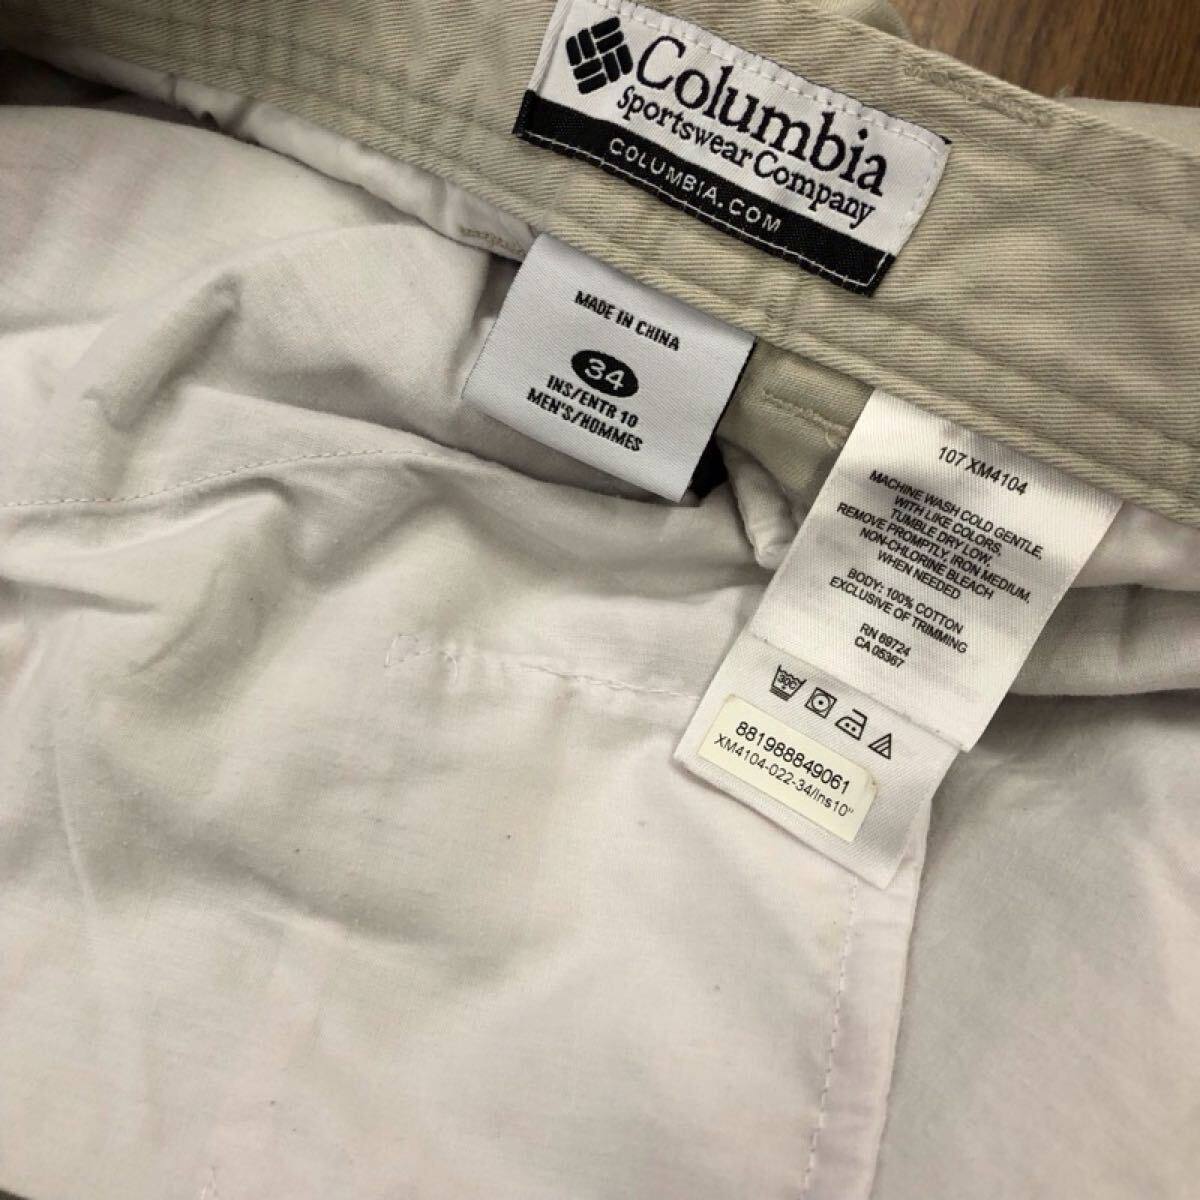 Columbia
Sportswear Company
COLUMBIA.COM
MADE IN CHINA
34
INS/ENTR 10
MEN'S/HOMMES
107 XM4104
MACHINE WASH COLD GENTLE,
WITH LIKE COLORS.
TUMBLE DRY LOW.
REMOVE PROMPTLY. IRON MEDIUM,
NON-CHLORINE BLEACH
WHEN NEEDED
BODY: 100% COTTON
EXCLUSIVE OF TRIMMING
RN 69724
CA 05367
30C
881988849061
XM4104-022-34/Ins10"